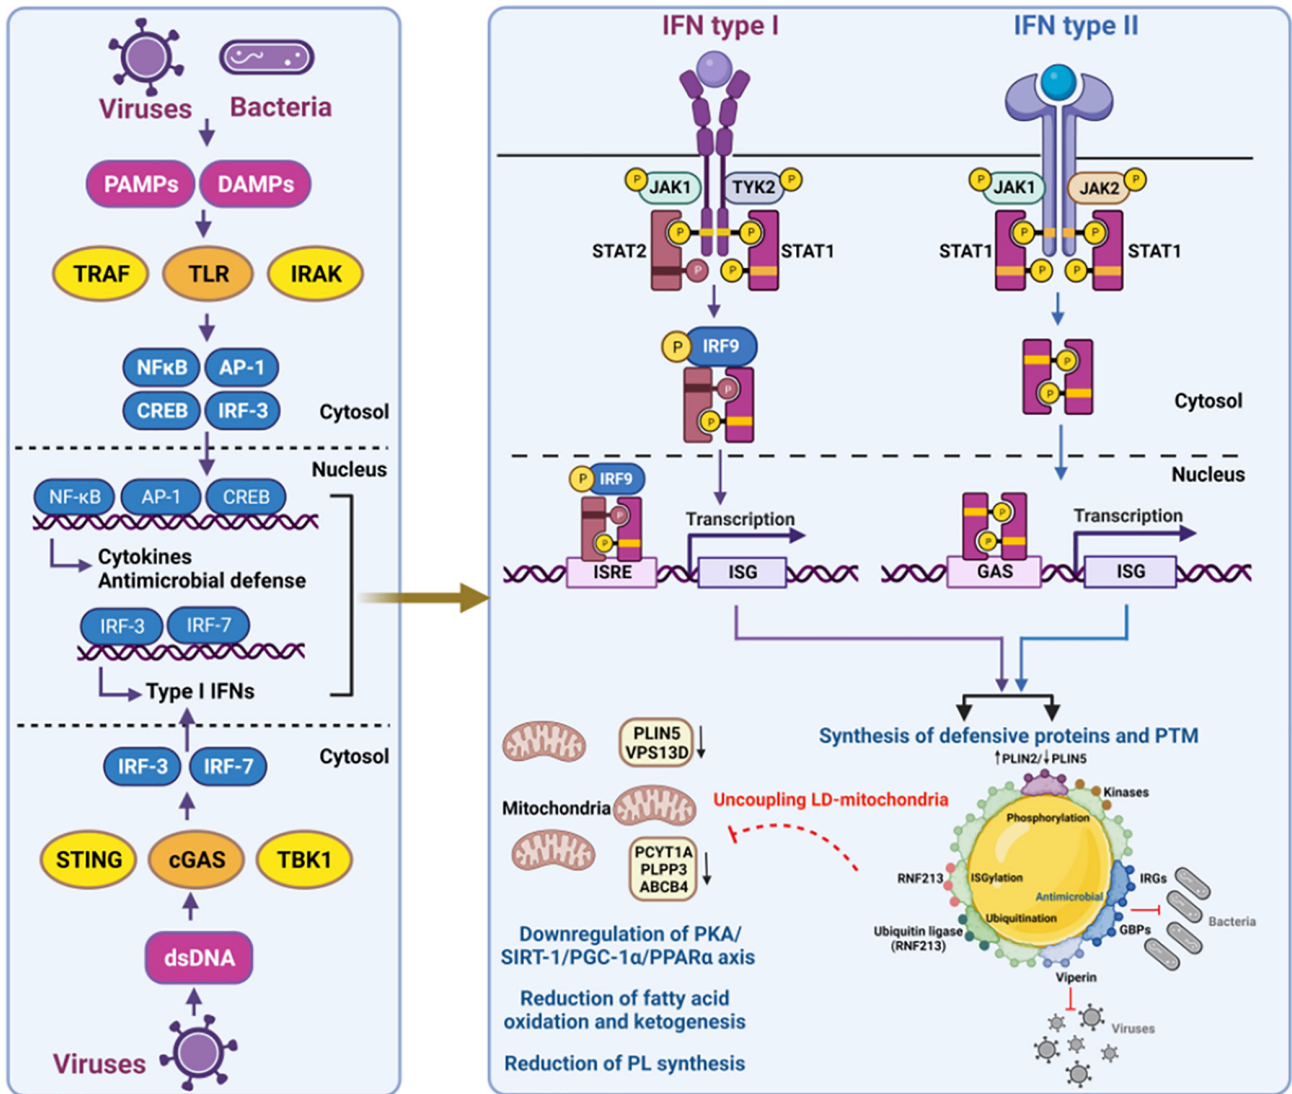 Viruses
Bacteria
PAMPs
DAMPs
TRAF
TLR
IRAK
NFκB
AP-1
CREB
IRF-3
Cytosol
Nucleus
NF-κB
AP-1
CREB
Cytokines
Antimicrobial defense
IRF-3
IRF-7
Type I IFNs
Cytosol
IRF-3
IRF-7
STING
cGAS
TBK1
dsDNA
Viruses
IFN type I
IFN type II
P
JAK1
TYK2
P
P
JAK1
JAK2
P
STAT2
P
P
STAT1
P
P
STAT1
P
P
STAT1
P
P
P
IRF9
P
P
P
P
Cytosol
Nucleus
P
IRF9
P
P
Transcription
ISRE
ISG
P
P
Transcription
GAS
ISG
PLIN5
VPS13D
Mitochondria
PCYT1A
PLPP3
ABCB4
Uncoupling LD-mitochondria
Downregulation of PKA/
SIRT-1/PGC-1α/PPARα axis
Reduction of fatty acid
oxidation and ketogenesis
Reduction of PL synthesis
Synthesis of defensive proteins and PTM
↑PLIN2/↓PLIN5
Kinases
Phosphorylation
RNF213
ISGylation
IRGs
Antimicrobial
Ubiquitination
Ubiquitin ligase
(RNF213)
GBPs
Bacteria
Viperin
Viruses